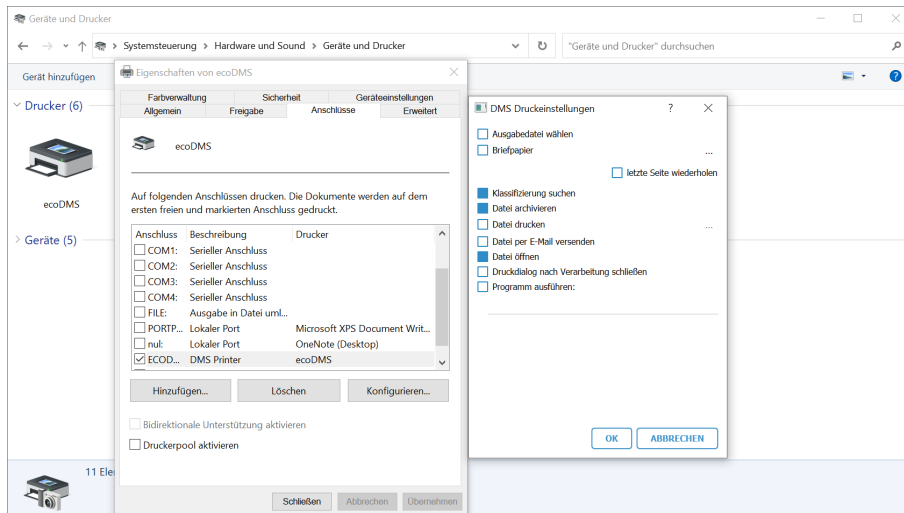 Geräte und Drucker
Systemsteuerung > Hardware und Sound > Geräte und Drucker
"Geräte und Drucker" durchsuchen
Gerät hinzufügen
Drucker (6)
ecoDMS
Geräte (5)
11 Ele
Eigenschaften von ecoDMS
Farbverwaltung Sicherheit Geräteeinstellungen
Allgemein Freigabe Anschlüsse Erweitert
ecoDMS
Auf folgenden Anschlüssen drucken. Die Dokumente werden auf dem
ersten freien und markierten Anschluss gedruckt.
Anschluss Beschreibung Drucker
COM1: Serieller Anschluss
COM2: Serieller Anschluss
COM3: Serieller Anschluss
COM4: Serieller Anschluss
FILE: Ausgabe in Datei uml...
PORTP... Lokaler Port Microsoft XPS Document Writ...
nul: Lokaler Port OneNote (Desktop)
ECOD... DMS Printer ecoDMS
Hinzufügen... Löschen Konfigurieren...
Bidirektionale Unterstützung aktivieren
Druckerpool aktivieren
Schließen Abbrechen Übernehmen
DMS Druckeinstellungen ?
Ausgabedatei wählen
Briefpapier ...
letzte Seite wiederholen
Klassifizierung suchen
Datei archivieren
Datei drucken ...
Datei per E-Mail versenden
Datei öffnen
Druckdialog nach Verarbeitung schließen
Programm ausführen:
OK ABBRECHEN